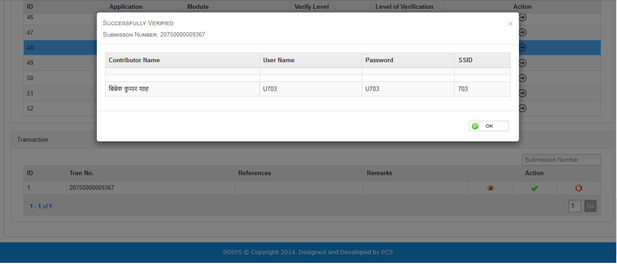 ID Application Module Verify Level Level of Verification Action
46
SUCCESSFULLY VERIFIED x
SUBMISSION NUMBER: 20750000009367
47
48
Contributor Name User Name Password SSID
49
50
बिबेक कुमार साह U703 U703 703
51
52
OK
Transaction
Submission Number
ID Tran No. References Remarks Action
1 20750000009367
1 - 1 of 1 1 Go
SOSYS © Copyright 2014. Designed and Developed by PCS